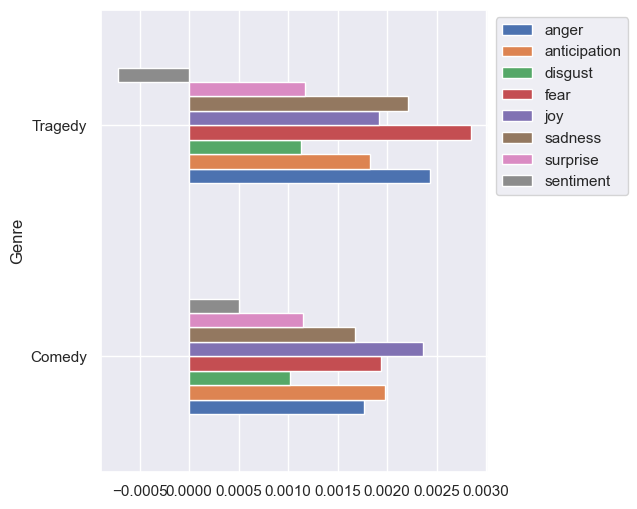 anger
anticipation
disgust
fear
joy
sadness
surprise
sentiment
Tragedy
Genre
Comedy
−0.0005 0.0000 0.0005 0.0010 0.0015 0.0020 0.0025 0.0030